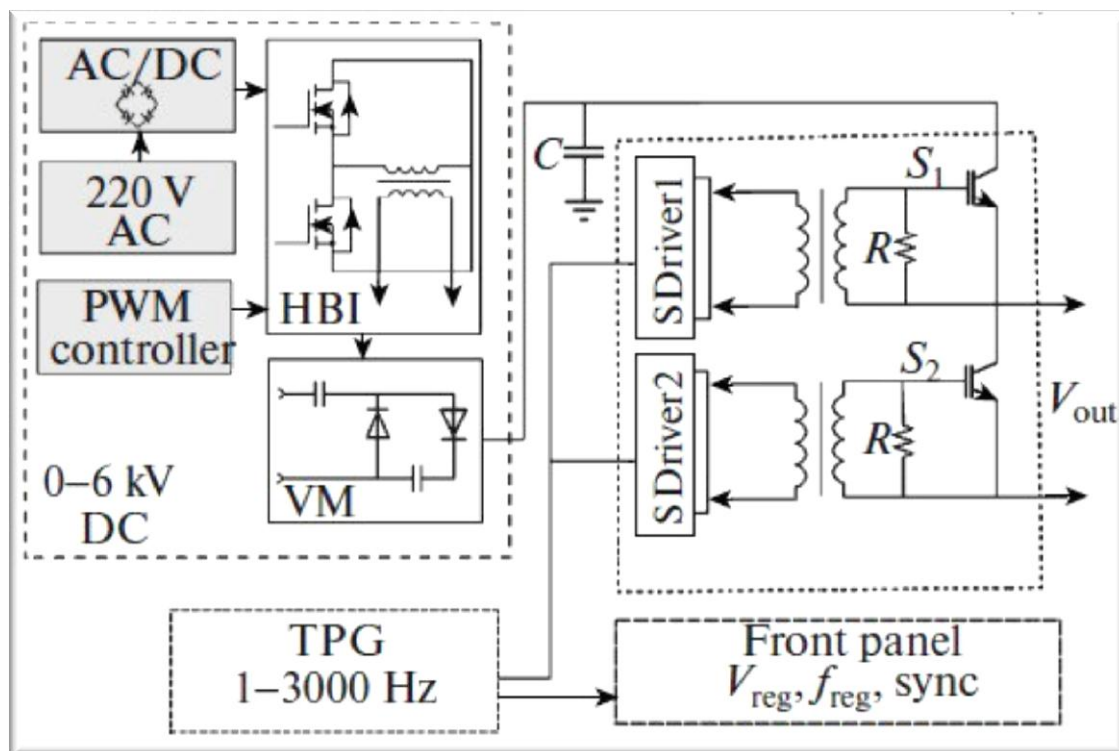 AC/DC
220 V
AC
PWM
controller
HBI
VM
0–6 kV
DC
C
SDriver1
S1
R
SDriver2
S2
R
Vout
TPG
1–3000 Hz
Front panel
Vreg, freg, sync